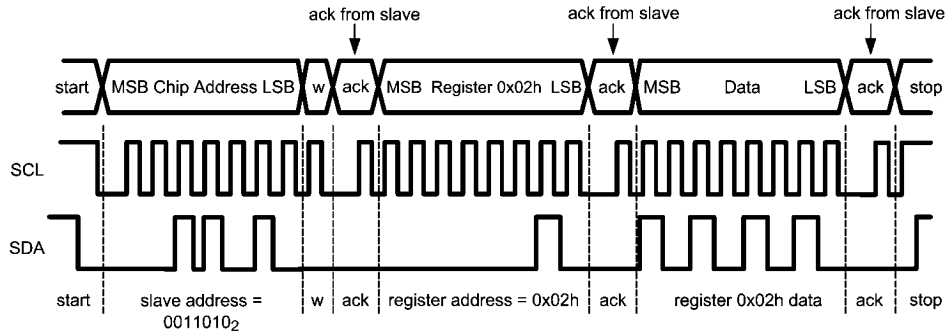 ack from slave ack from slave ack from slave
start MSB Chip Address LSB w ack MSB Register 0x02h LSB ack MSB Data LSB ack stop
SCL
SDA
start slave address = w ack register address = 0x02h ack register 0x02h data ack stop
0011010₂